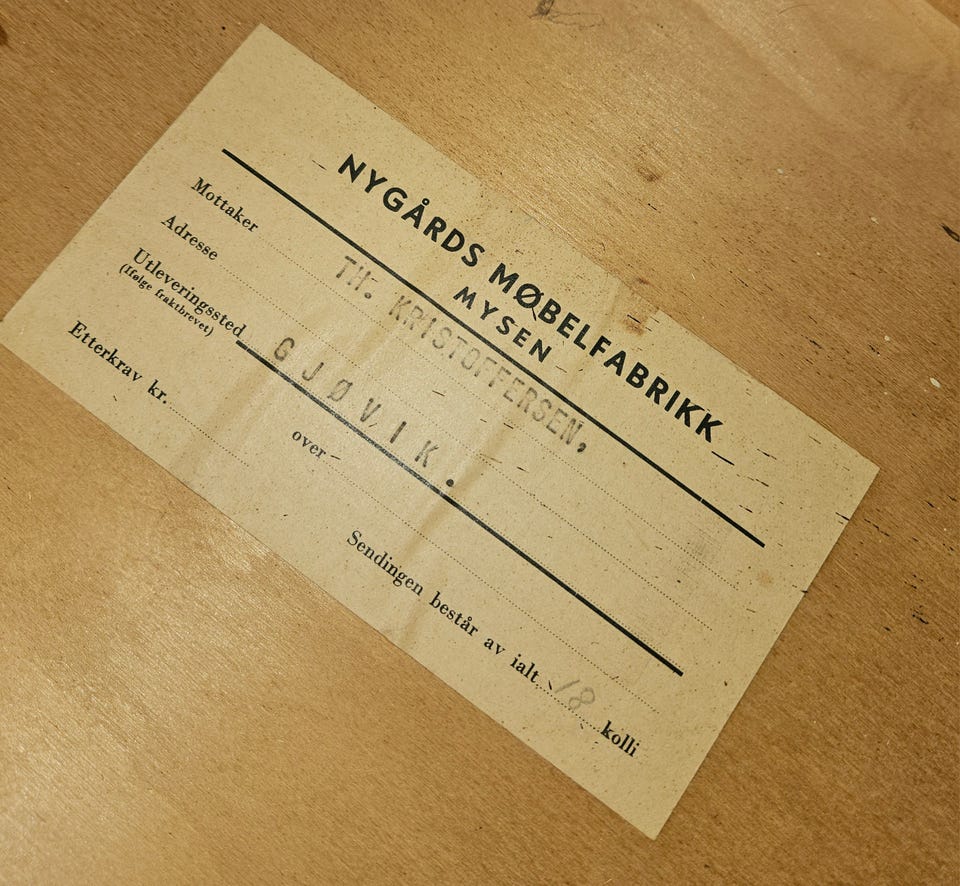 NYGÅRDS MØBELFABRIKK
MYSEN
Mottaker TH. KRISTOFFERSEN,
Adresse
Utleveringssted G J Ø V I K .
(Ifølge fraktbrevet)
over
Etterkrav kr.
Sendingen består av ialt 18 kolli